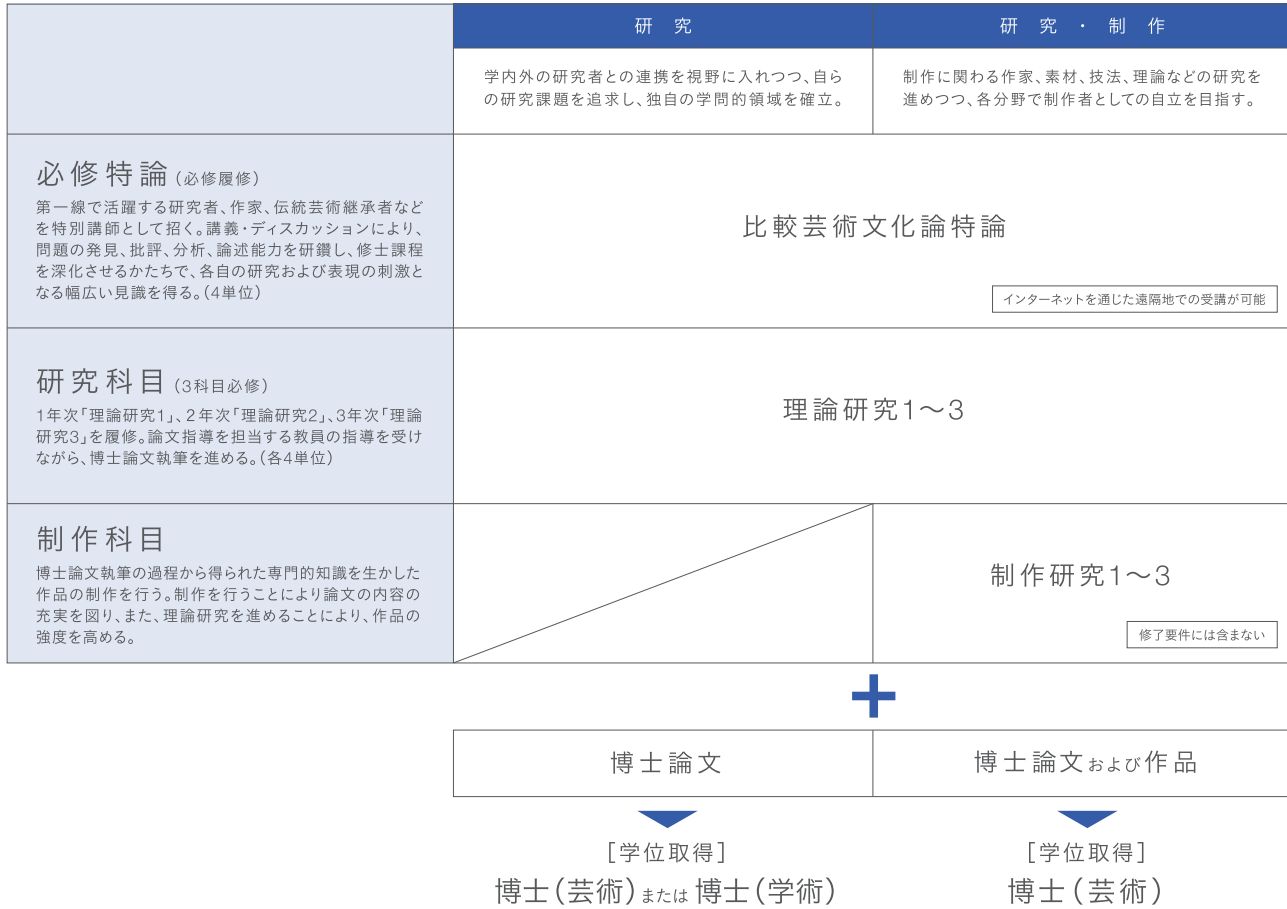 研究
研究・制作
学内外の研究者との連携を視野に入れつつ、自ら
の研究課題を追求し、独自の学問的領域を確立。
制作に関わる作家、素材、技法、理論などの研究を
進めつつ、各分野で制作者としての自立を目指す。
必修特論(必修履修)
第一線で活躍する研究者、作家、伝統芸術継承者など
を特別講師として招く。講義・ディスカッションにより、
問題の発見、批評、分析、論述能力を研鑽し、修士課程
を深化させるかたちで、各自の研究および表現の刺激と
なる幅広い見識を得る。(4単位)
比較芸術文化論特論
インターネットを通じた遠隔地での受講が可能
研究科目(3科目必修)
1年次「理論研究1」、2年次「理論研究2」、3年次「理論
研究3」を履修。論文指導を担当する教員の指導を受け
ながら、博士論文執筆を進める。(各4単位)
理論研究1〜3
制作科目
博士論文執筆の過程から得られた専門的知識を生かした
作品の制作を行う。制作を行うことにより論文の内容の
充実を図り、また、理論研究を進めることにより、作品の
強度を高める。
制作研究1〜3
修了要件には含まない
博士論文
博士論文および作品
[学位取得]
博士(芸術)または博士(学術)
[学位取得]
博士(芸術)